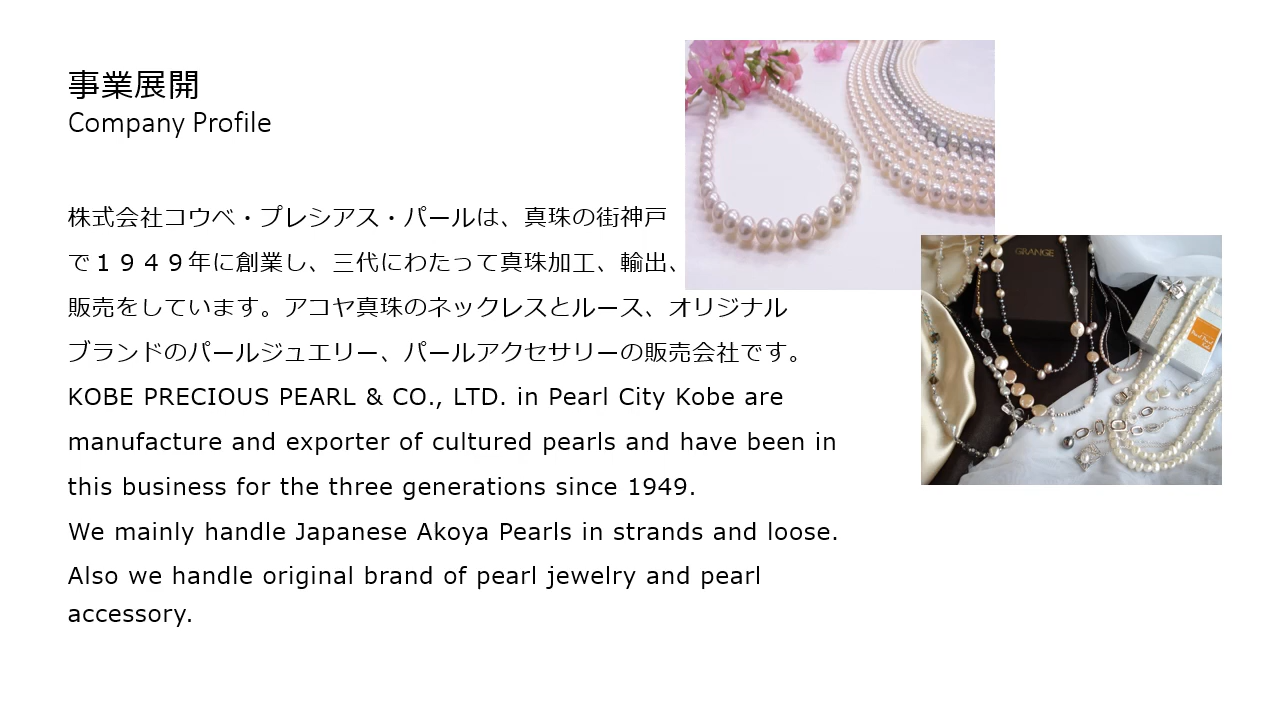 事業展開
Company Profile
株式会社コウベ・プレシアス・パールは、真珠の街神戸
で１９４９年に創業し、三代にわたって真珠加工、輸出、
販売をしています。アコヤ真珠のネックレスとルース、オリジナル
ブランドのパールジュエリー、パールアクセサリーの販売会社です。
KOBE PRECIOUS PEARL & CO., LTD. in Pearl City Kobe are
manufacture and exporter of cultured pearls and have been in
this business for the three generations since 1949.
We mainly handle Japanese Akoya Pearls in strands and loose.
Also we handle original brand of pearl jewelry and pearl
accessory.
GRANGE